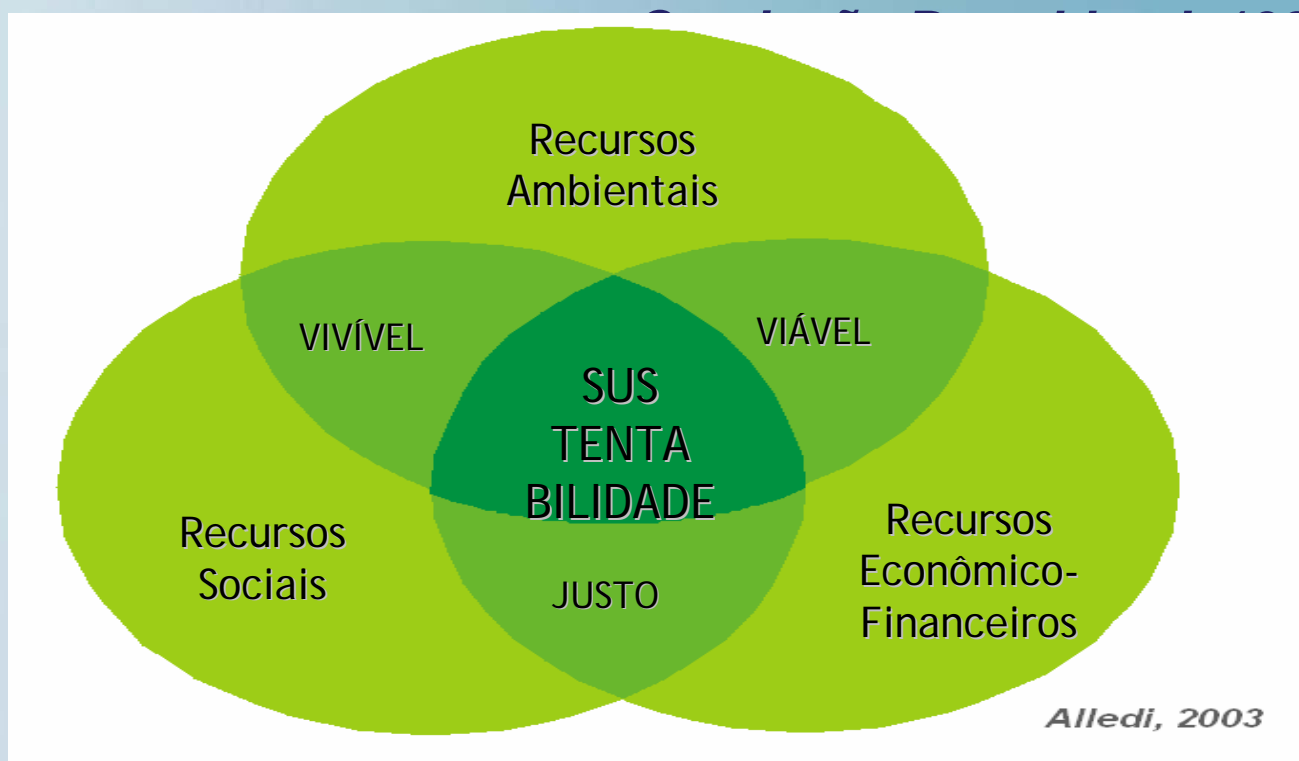 Recursos
Ambientais
VIVÍVEL
VIÁVEL
SUS
TENTA
BILIDADE
Recursos
Sociais
JUSTO
Recursos
Econômico-
Financeiros
Alledi, 2003